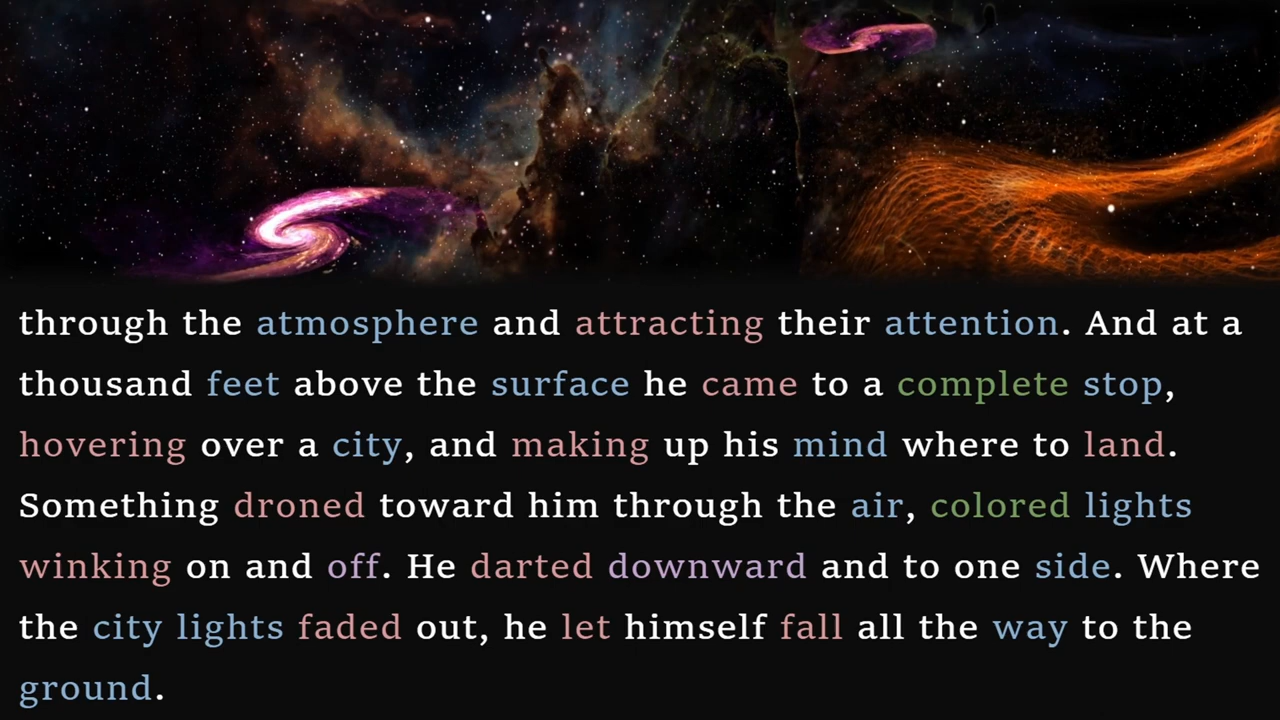 through the atmosphere and attracting their attention. And at a
thousand feet above the surface he came to a complete stop,
hovering over a city, and making up his mind where to land.
Something droned toward him through the air, colored lights
winking on and off. He darted downward and to one side. Where
the city lights faded out, he let himself fall all the way to the
ground.